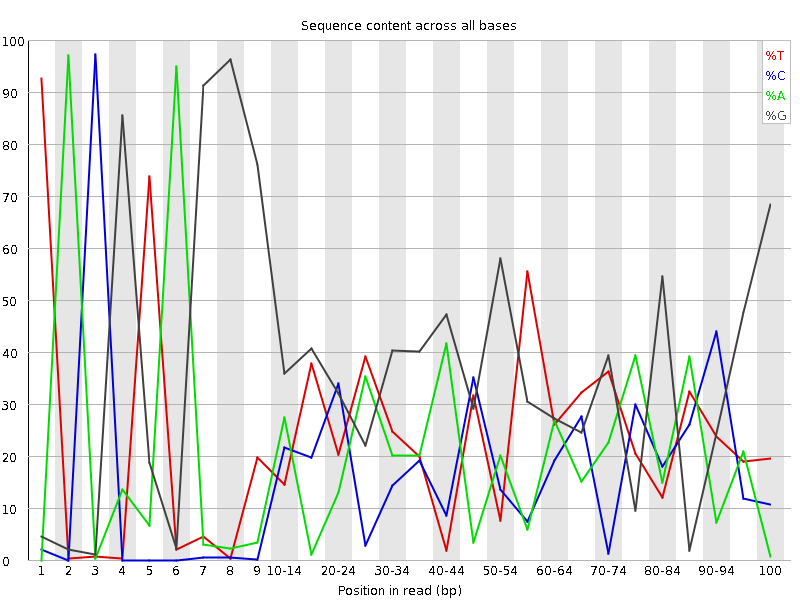 Sequence content across all bases
100
90
80
70
60
50
40
30
20
10
0
%T
%C
%A
%G
1 2 3 4 5 6 7 8 9 10-14 20-24 30-34 40-44 50-54 60-64 70-74 80-84 90-94 100
Position in read (bp)